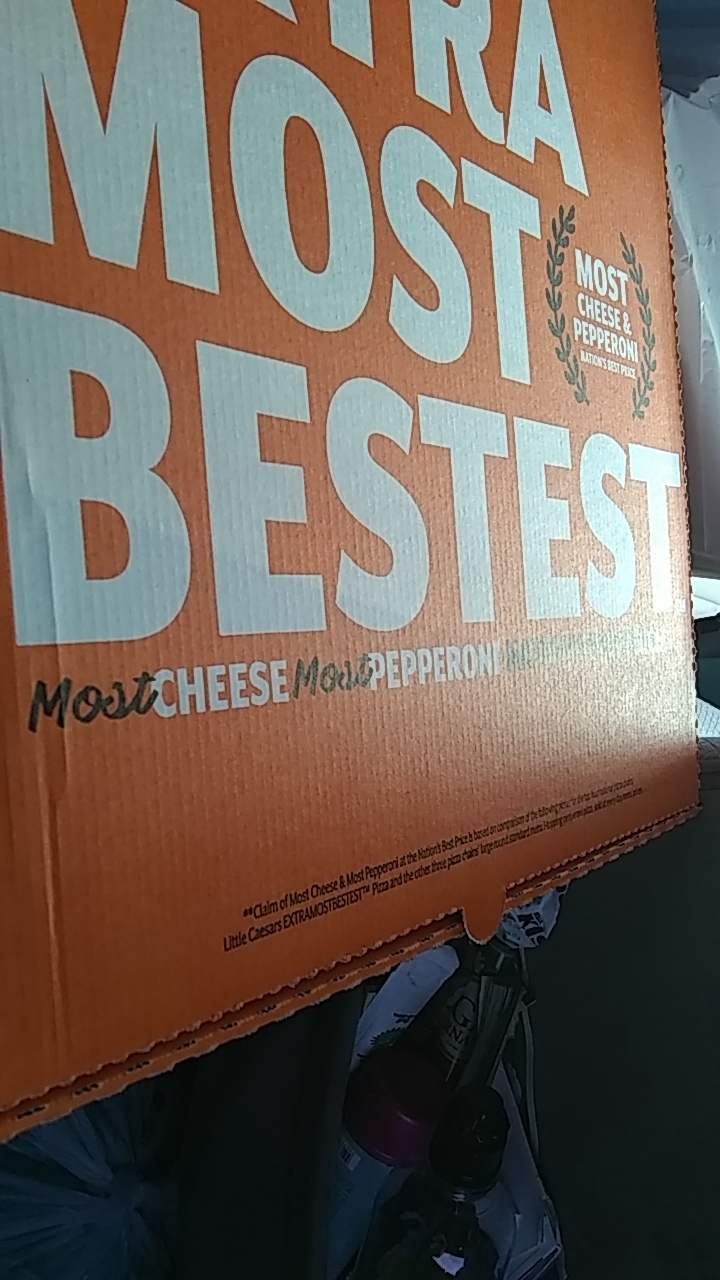 XTRA
MOST
BESTEST.
MOST
CHEESE &
PEPPERONI
NATION'S BEST PRICE
Most CHEESE Most PEPPERONI
**Claim of Most Cheese & Most Pepperoni at the Nation's Best Price is based on comparison of the following menu:
Little Caesars EXTRAMOSTBESTEST™ Pizza and the other three pizza chains' large round standard menu